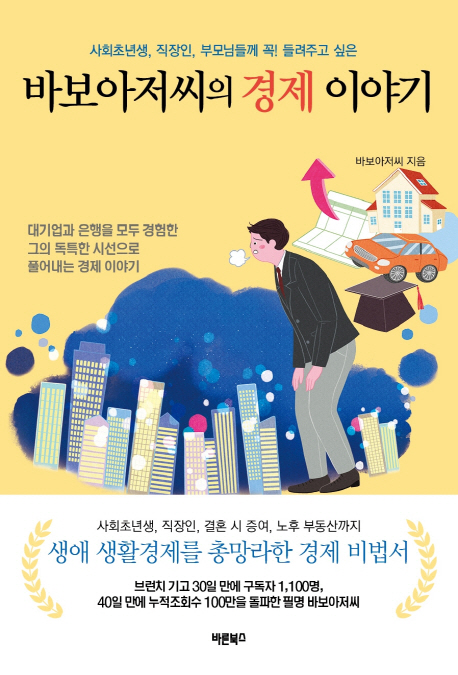 사회초년생, 직장인, 부모님들께 꼭! 들려주고 싶은
바보아저씨의 경제 이야기
바보아저씨 지음
대기업과 은행을 모두 경험한
그의 독특한 시선으로
풀어내는 경제 이야기
사회초년생, 직장인, 결혼 시 증여, 노후 부동산까지
생애 생활경제를 총망라한 경제 비법서
브런치 기고 30일 만에 구독자 1,100명,
40일 만에 누적조회수 100만을 돌파한 필명 바보아저씨
바른북스